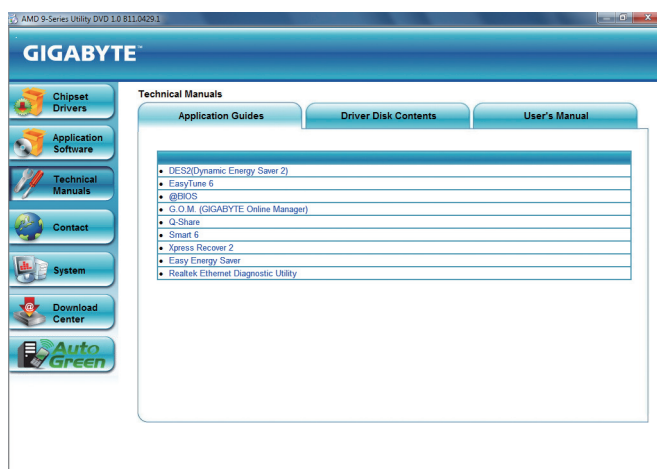 AMD 9-Series Utility DVD 1.0 B11.0429.1
GIGABYTE™
Chipset
Drivers
Application
Software
Technical
Manuals
Contact
System
Download
Center
Auto
Green
Technical Manuals
Application Guides
Driver Disk Contents
User's Manual
DES2(Dynamic Energy Saver 2)
EasyTune 6
@BIOS
G.O.M. (GIGABYTE Online Manager)
Q-Share
Smart 6
Xpress Recover 2
Easy Energy Saver
Realtek Ethernet Diagnostic Utility